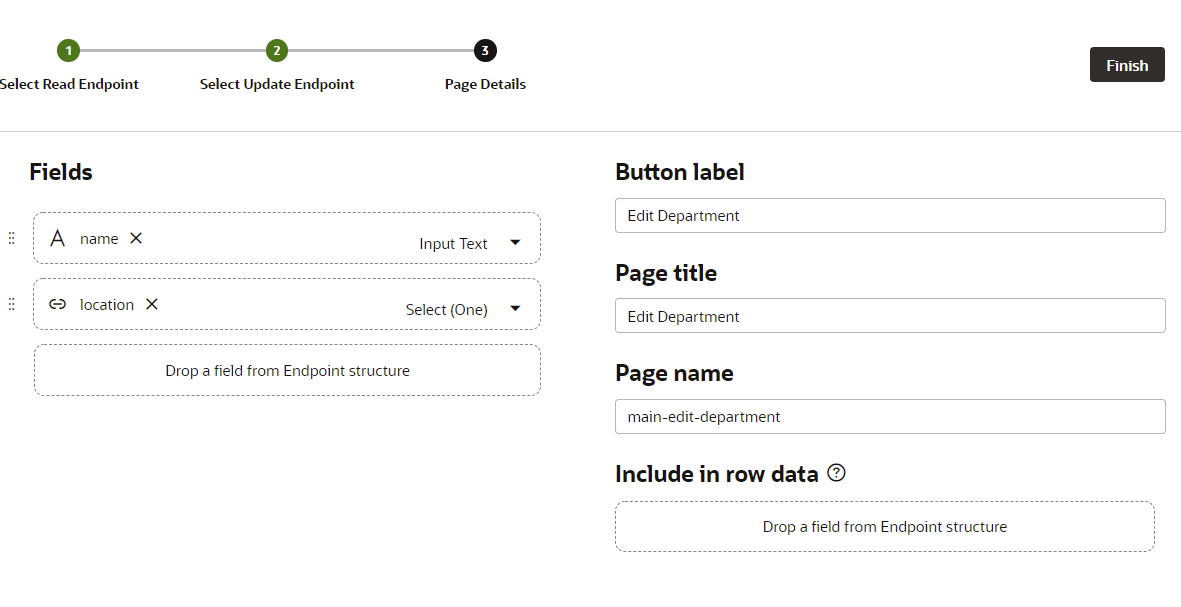 1
2
3
Select Read Endpoint
Select Update Endpoint
Page Details
Finish
Fields
name
Input Text
location
Select (One)
Drop a field from Endpoint structure
Button label
Edit Department
Page title
Edit Department
Page name
main-edit-department
Include in row data ?
Drop a field from Endpoint structure